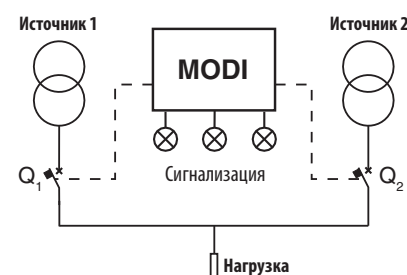 Источник 1
Источник 2
MODI
Сигнализация
Q1
Q2
Нагрузка